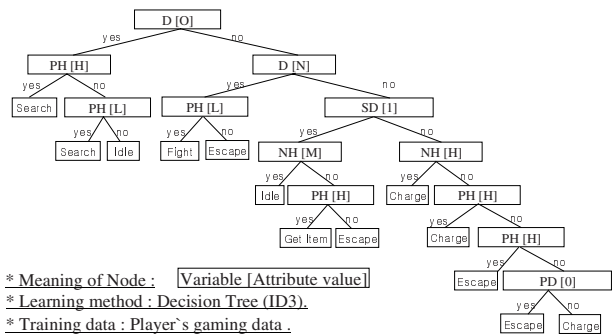 D [O]
yes no
PH [H] D [N]
yes no yes no
Search PH [L] PH [L] SD [1]
yes no yes no yes no
Search Idle Fight Escape NH [M] NH [H]
yes no yes no
Idle PH [H] Charge PH [H]
yes no yes no
Get Item Escape Charge PH [H]
yes no
Escape PD [0]
yes no
Escape Charge
* Meaning of Node : Variable [Attribute value]
* Learning method : Decision Tree (ID3).
* Training data : Player`s gaming data .